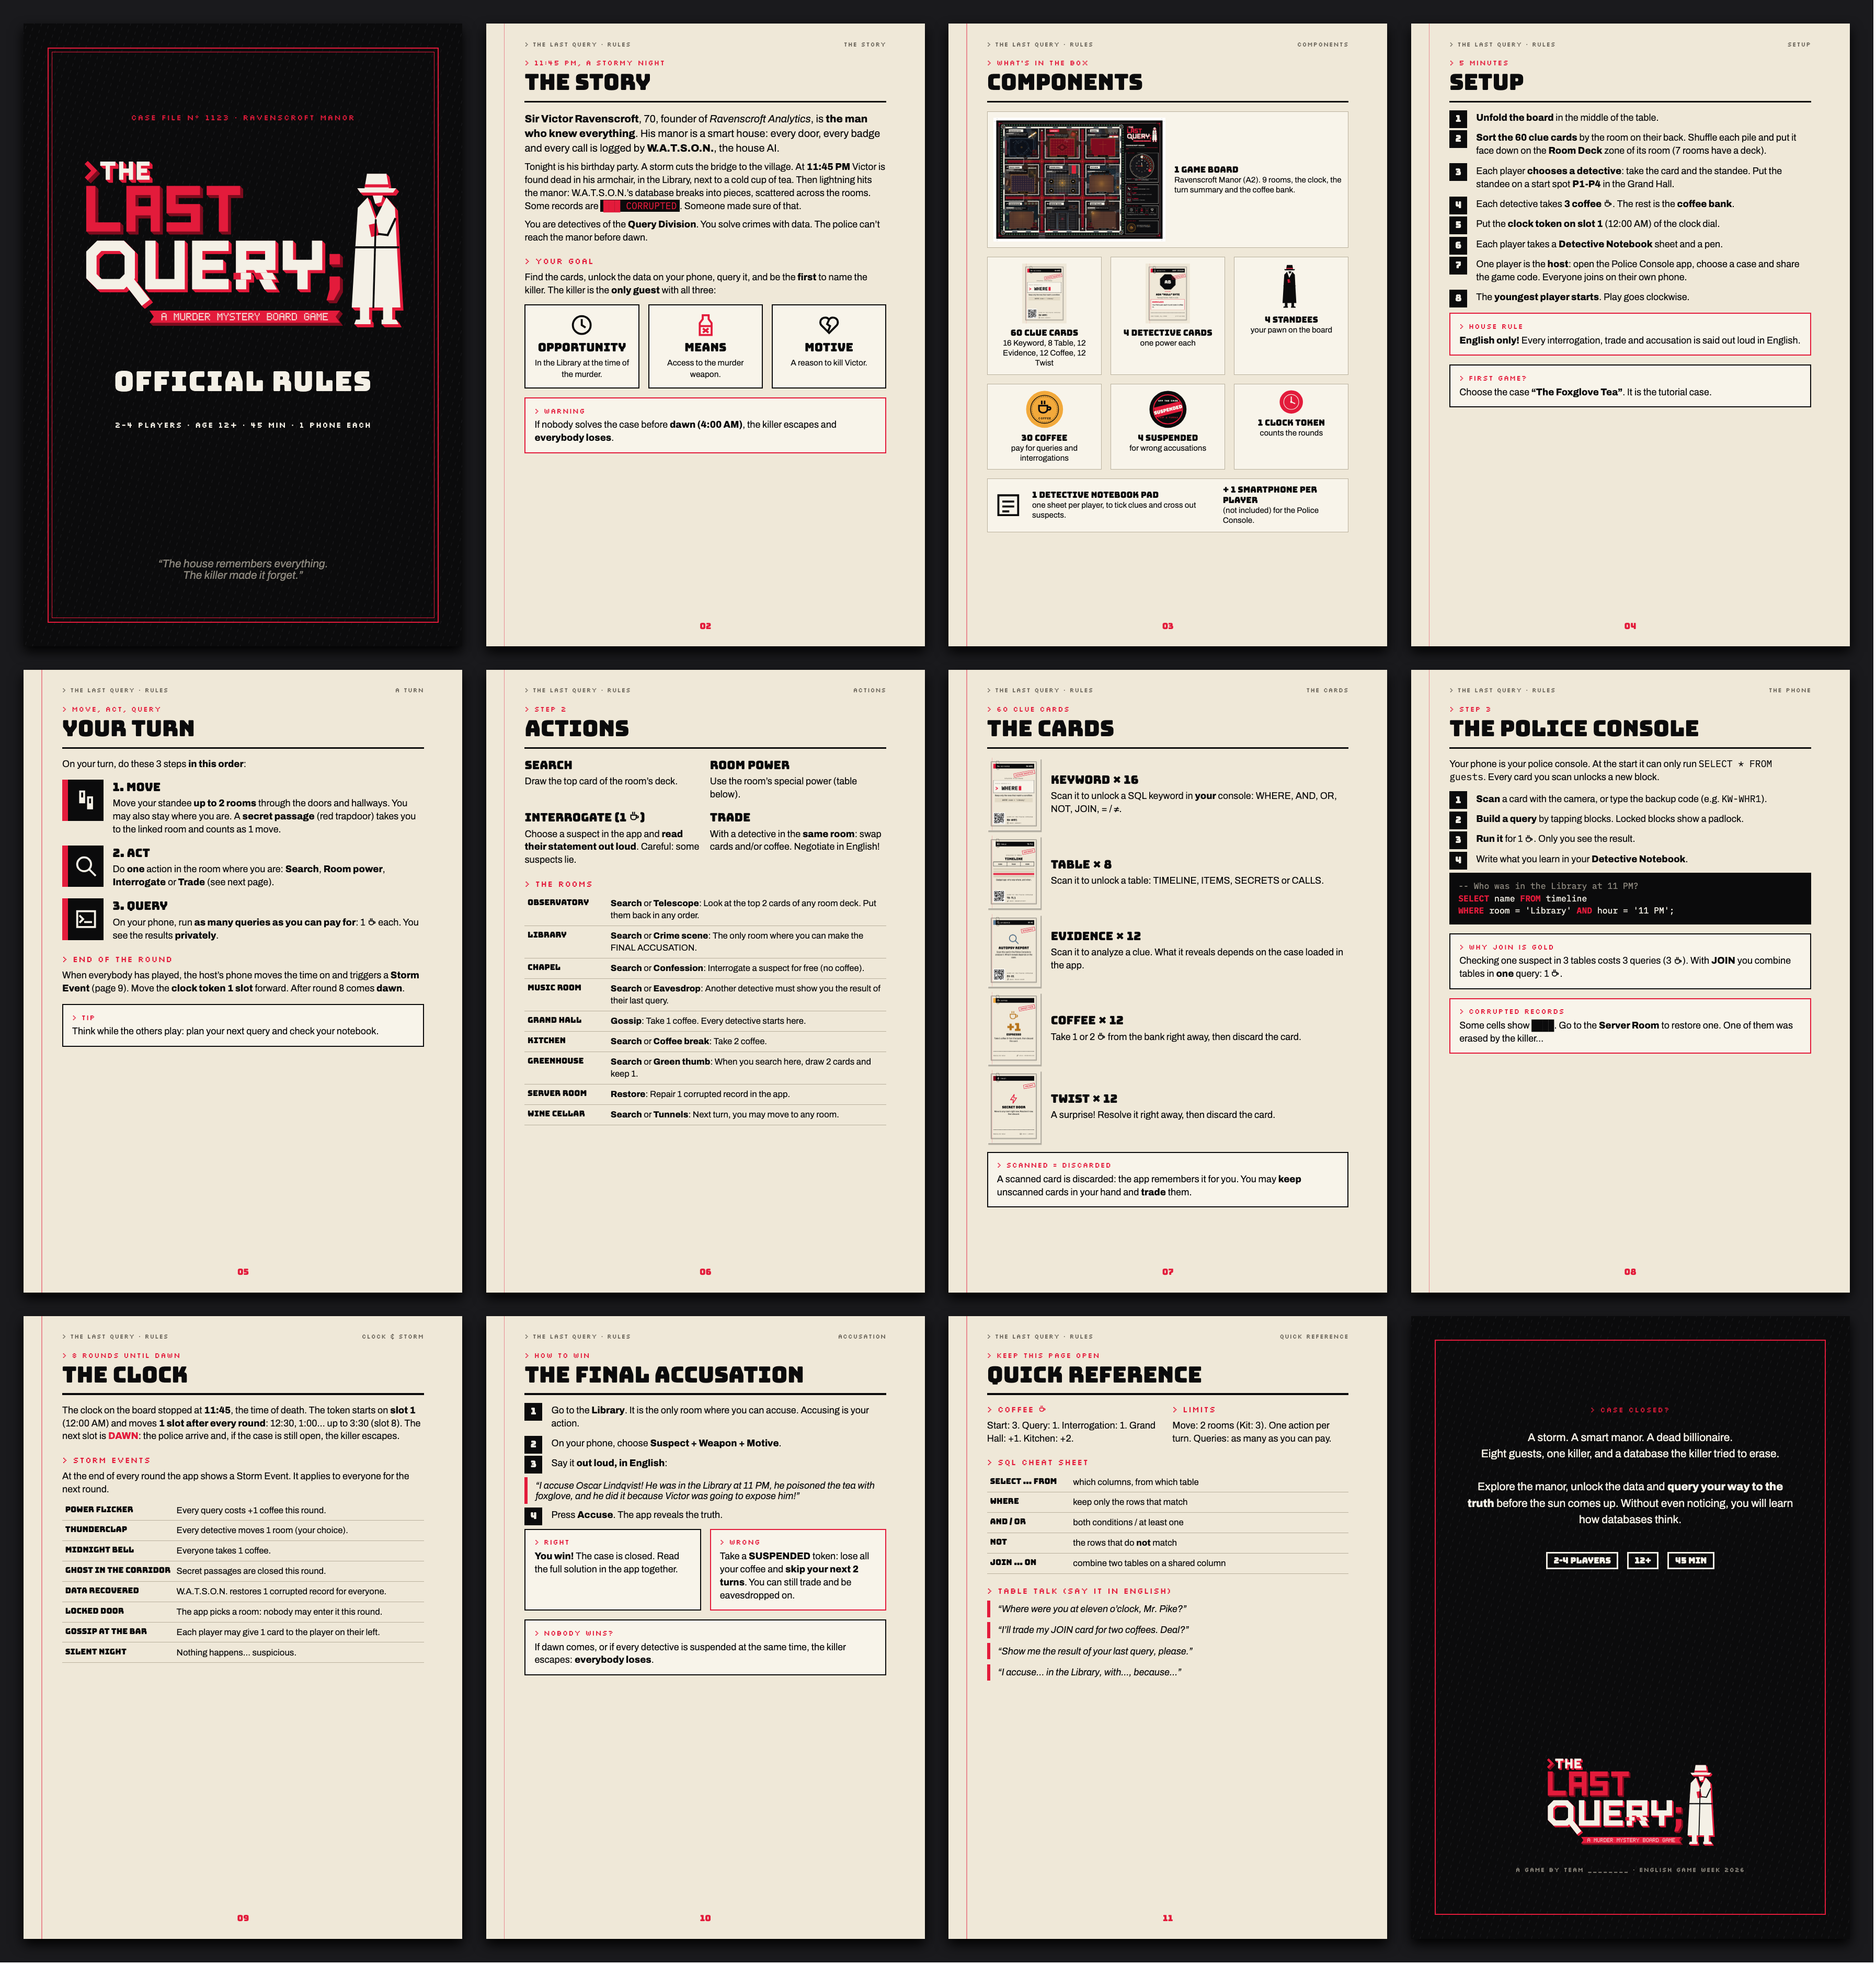 CASE FILE Nº 1123 · RAVENSCROFT MANOR
>THE
LAST
QUERY;
A MURDER MYSTERY BOARD GAME
OFFICIAL RULES
2-4 PLAYERS · AGE 12+ · 45 MIN · 1 PHONE EACH
“The house remembers everything.
The killer made it forget.”
> THE LAST QUERY · RULES
THE STORY
> 11:45 PM, A STORMY NIGHT
THE STORY
Sir Victor Ravenscroft, 70, founder of Ravenscroft Analytics, is the man
who knew everything. His manor is a smart house: every door, every badge
and every call is logged by W.A.T.S.O.N., the house AI.
Tonight is his birthday party. A storm cuts the bridge to the village. At 11:45 PM Victor is
found dead in his armchair, in the Library, next to a cold cup of tea. Then lightning hits
the manor: W.A.T.S.O.N.’s database breaks into pieces, scattered across the rooms.
Some records are ██ CORRUPTED. Someone made sure of that.
You are detectives of the Query Division. You solve crimes with data. The police can’t
reach the manor before dawn.
> YOUR GOAL
Find the cards, unlock the data on your phone, query it, and be the first to name the
killer. The killer is the only guest with all three:
OPPORTUNITY
In the Library at the time of
the murder.
MEANS
Access to the murder
weapon.
MOTIVE
A reason to kill Victor.
> WARNING
If nobody solves the case before dawn (4:00 AM), the killer escapes and
everybody loses.
02
> THE LAST QUERY · RULES
COMPONENTS
> WHAT'S IN THE BOX
COMPONENTS
1 GAME BOARD
Ravenscroft Manor (A2). 9 rooms, the clock, the
turn summary and the coffee bank.
60 CLUE CARDS
16 Keyword, 8 Table, 12
Evidence, 12 Coffee, 12
Twist
4 DETECTIVE CARDS
one power each
4 STANDEES
your pawn on the board
30 COFFEE
pay for queries and
interrogations
SUSPENDED
4 SUSPENDED
for wrong accusations
1 CLOCK TOKEN
counts the rounds
1 DETECTIVE NOTEBOOK PAD
one sheet per player, to tick clues and cross out
suspects.
+ 1 SMARTPHONE PER
PLAYER
(not included) for the Police
Console.
03
> THE LAST QUERY · RULES
SETUP
> 5 MINUTES
SETUP
1 Unfold the board in the middle of the table.
2 Sort the 60 clue cards by the room on their back. Shuffle each pile and put it
face down on the Room Deck zone of its room (7 rooms have a deck).
3 Each player chooses a detective: take the card and the standee. Put the
standee on a start spot P1-P4 in the Grand Hall.
4 Each detective takes 3 coffee ☕. The rest is the coffee bank.
5 Put the clock token on slot 1 (12:00 AM) of the clock dial.
6 Each player takes a Detective Notebook sheet and a pen.
7 One player is the host: open the Police Console app, choose a case and share
the game code. Everyone joins on their own phone.
8 The youngest player starts. Play goes clockwise.
> HOUSE RULE
English only! Every interrogation, trade and accusation is said out loud in English.
> FIRST GAME?
Choose the case “The Foxglove Tea”. It is the tutorial case.
04
> THE LAST QUERY · RULES
A TURN
> MOVE, ACT, QUERY
YOUR TURN
On your turn, do these 3 steps in this order:
1. MOVE
Move your standee up to 2 rooms through the doors and hallways. You
may also stay where you are. A secret passage (red trapdoor) takes you
to the linked room and counts as 1 move.
2. ACT
Do one action in the room where you are: Search, Room power,
Interrogate or Trade (see next page).
3. QUERY
On your phone, run as many queries as you can pay for: 1 ☕ each. You
see the results privately.
> END OF THE ROUND
When everybody has played, the host’s phone moves the time on and triggers a Storm
Event (page 9). Move the clock token 1 slot forward. After round 8 comes dawn.
> TIP
Think while the others play: plan your next query and check your notebook.
05
> THE LAST QUERY · RULES
ACTIONS
> STEP 2
ACTIONS
SEARCH
Draw the top card of the room’s deck.
ROOM POWER
Use the room’s special power (table
below).
INTERROGATE (1 ☕)
Choose a suspect in the app and read
their statement out loud. Careful: some
suspects lie.
TRADE
With a detective in the same room: swap
cards and/or coffee. Negotiate in English!
> THE ROOMS
OBSERVATORY Search or Telescope: Look at the top 2 cards of any room deck. Put
them back in any order.
LIBRARY Search or Crime scene: The only room where you can make the
FINAL ACCUSATION.
CHAPEL Search or Confession: Interrogate a suspect for free (no coffee).
MUSIC ROOM Search or Eavesdrop: Another detective must show you the result of
their last query.
GRAND HALL Gossip: Take 1 coffee. Every detective starts here.
KITCHEN Search or Coffee break: Take 2 coffee.
GREENHOUSE Search or Green thumb: When you search here, draw 2 cards and
keep 1.
SERVER ROOM Restore: Repair 1 corrupted record in the app.
WINE CELLAR Search or Tunnels: Next turn, you may move to any room.
06
> THE LAST QUERY · RULES
THE CARDS
> 60 CLUE CARDS
THE CARDS
KEYWORD × 16
Scan it to unlock a SQL keyword in your console: WHERE, AND, OR,
NOT, JOIN, = / ≠.
TABLE × 8
Scan it to unlock a table: TIMELINE, ITEMS, SECRETS or CALLS.
EVIDENCE × 12
Scan it to analyze a clue. What it reveals depends on the case loaded in
the app.
COFFEE × 12
Take 1 or 2 ☕ from the bank right away, then discard the card.
TWIST × 12
A surprise! Resolve it right away, then discard the card.
> SCANNED = DISCARDED
A scanned card is discarded: the app remembers it for you. You may keep
unscanned cards in your hand and trade them.
07
> THE LAST QUERY · RULES
THE PHONE
> STEP 3
THE POLICE CONSOLE
Your phone is your police console. At the start it can only run SELECT * FROM
guests. Every card you scan unlocks a new block.
1 Scan a card with the camera, or type the backup code (e.g. KW-WHR1).
2 Build a query by tapping blocks. Locked blocks show a padlock.
3 Run it for 1 ☕. Only you see the result.
4 Write what you learn in your Detective Notebook.
-- Who was in the Library at 11 PM?
SELECT name FROM timeline
WHERE room = 'Library' AND hour = '11 PM';
> WHY JOIN IS GOLD
Checking one suspect in 3 tables costs 3 queries (3 ☕). With JOIN you combine
tables in one query: 1 ☕.
> CORRUPTED RECORDS
Some cells show ████. Go to the Server Room to restore one. One of them was
erased by the killer...
08
> THE LAST QUERY · RULES
CLOCK & STORM
> 8 ROUNDS UNTIL DAWN
THE CLOCK
The clock on the board stopped at 11:45, the time of death. The token starts on slot 1
(12:00 AM) and moves 1 slot after every round: 12:30, 1:00... up to 3:30 (slot 8). The
next slot is DAWN: the police arrive and, if the case is still open, the killer escapes.
> STORM EVENTS
At the end of every round the app shows a Storm Event. It applies to everyone for the
next round.
POWER FLICKER Every query costs +1 coffee this round.
THUNDERCLAP Every detective moves 1 room (your choice).
MIDNIGHT BELL Everyone takes 1 coffee.
GHOST IN THE CORRIDOR Secret passages are closed this round.
DATA RECOVERED W.A.T.S.O.N. restores 1 corrupted record for everyone.
LOCKED DOOR The app picks a room: nobody may enter it this round.
GOSSIP AT THE BAR Each player may give 1 card to the player on their left.
SILENT NIGHT Nothing happens... suspicious.
09
> THE LAST QUERY · RULES
ACCUSATION
> HOW TO WIN
THE FINAL ACCUSATION
1 Go to the Library. It is the only room where you can accuse. Accusing is your
action.
2 On your phone, choose Suspect + Weapon + Motive.
3 Say it out loud, in English:
“I accuse Oscar Lindqvist! He was in the Library at 11 PM, he poisoned the tea with
foxglove, and he did it because Victor was going to expose him!”
4 Press Accuse. The app reveals the truth.
> RIGHT
You win! The case is closed. Read
the full solution in the app together.
> WRONG
Take a SUSPENDED token: lose all
your coffee and skip your next 2
turns. You can still trade and be
eavesdropped on.
> NOBODY WINS?
If dawn comes, or if every detective is suspended at the same time, the killer
escapes: everybody loses.
10
> THE LAST QUERY · RULES
QUICK REFERENCE
> KEEP THIS PAGE OPEN
QUICK REFERENCE
> COFFEE ☕
Start: 3. Query: 1. Interrogation: 1. Grand
Hall: +1. Kitchen: +2.
> LIMITS
Move: 2 rooms (Kit: 3). One action per
turn. Queries: as many as you can pay.
> SQL CHEAT SHEET
SELECT ... FROM which columns, from which table
WHERE keep only the rows that match
AND / OR both conditions / at least one
NOT the rows that do not match
JOIN ... ON combine two tables on a shared column
> TABLE TALK (SAY IT IN ENGLISH)
“Where were you at eleven o’clock, Mr. Pike?”
“I’ll trade my JOIN card for two coffees. Deal?”
“Show me the result of your last query, please.”
“I accuse... in the Library, with..., because...”
11
> CASE CLOSED?
A storm. A smart manor. A dead billionaire.
Eight guests, one killer, and a database the killer tried to erase.
Explore the manor, unlock the data and query your way to the
truth before the sun comes up. Without even noticing, you will learn
how databases think.
2-4 PLAYERS 12+ 45 MIN
>THE
LAST
QUERY;
A MURDER MYSTERY BOARD GAME
A GAME BY TEAM ________ · ENGLISH GAME WEEK 2026